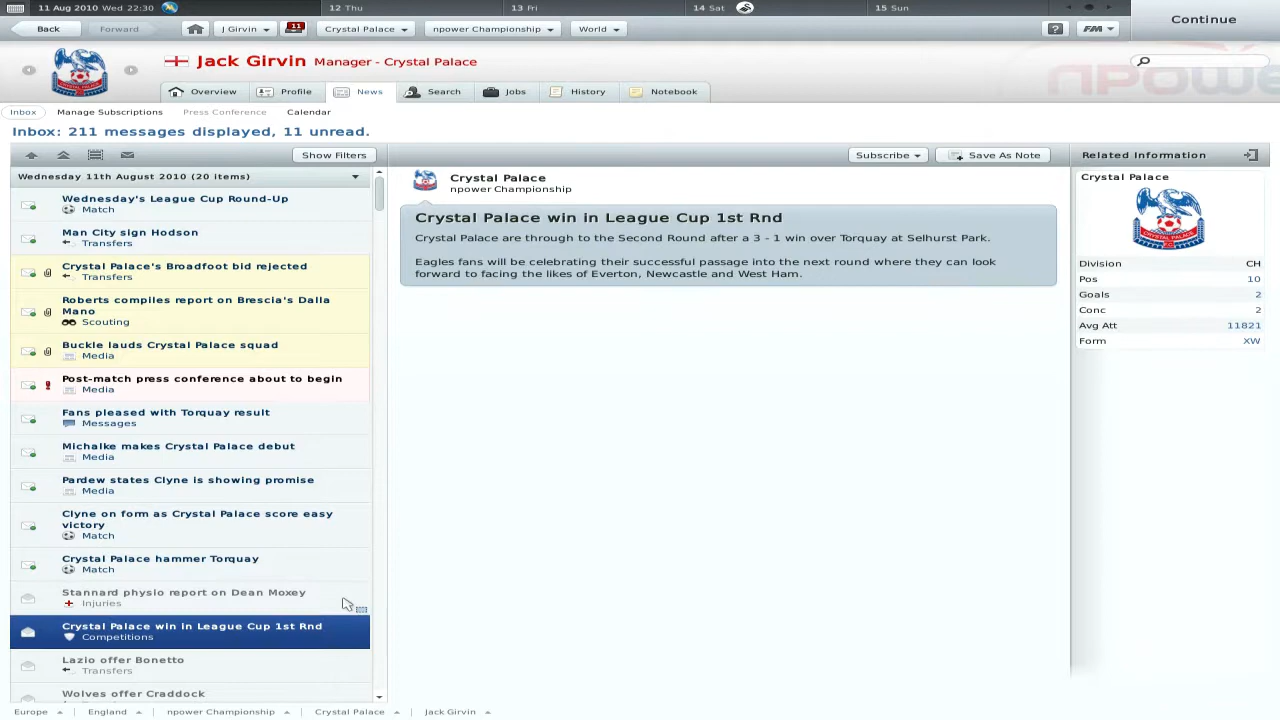 11 Aug 2010 Wed 22:30
12 Thu
13 Fri
14 Sat
15 Sun
Continue
Back
Forward
J Girvin
11
Crystal Palace
npower Championship
World
?
FM
Jack Girvin Manager - Crystal Palace
Overview
Profile
News
Search
Jobs
History
Notebook
Inbox
Manage Subscriptions
Press Conference
Calendar
Inbox: 211 messages displayed, 11 unread.
Show Filters
Subscribe
Save As Note
Related Information
Wednesday 11th August 2010 (20 items)
Wednesday's League Cup Round-Up
Match
Man City sign Hodson
Transfers
Crystal Palace's Broadfoot bid rejected
Transfers
Roberts compiles report on Brescia's Dalla
Mano
Scouting
Buckle lauds Crystal Palace squad
Media
Post-match press conference about to begin
Media
Fans pleased with Torquay result
Messages
Michalke makes Crystal Palace debut
Media
Pardew states Clyne is showing promise
Media
Clyne on form as Crystal Palace score easy
victory
Match
Crystal Palace hammer Torquay
Match
Stannard physio report on Dean Moxey
Injuries
Crystal Palace win in League Cup 1st Rnd
Competitions
Lazio offer Bonetto
Transfers
Wolves offer Craddock
Crystal Palace
npower Championship
Crystal Palace win in League Cup 1st Rnd
Crystal Palace are through to the Second Round after a 3 - 1 win over Torquay at Selhurst Park.
Eagles fans will be celebrating their successful passage into the next round where they can look
forward to facing the likes of Everton, Newcastle and West Ham.
Crystal Palace
Division CH
Pos 10
Goals 2
Conc 2
Avg Att 11821
Form XW
Europe
England
npower Championship
Crystal Palace
Jack Girvin